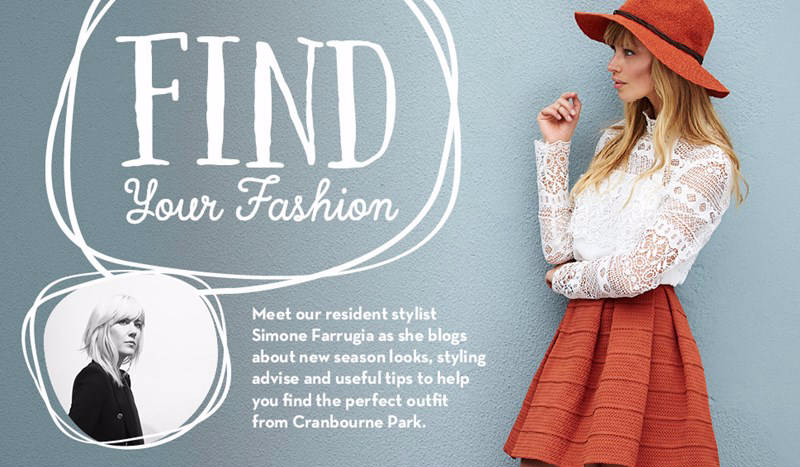 FIND
Your Fashion
Meet our resident stylist
Simone Farrugia as she blogs
about new season looks, styling
advise and useful tips to help
you find the perfect outfit
from Cranbourne Park.